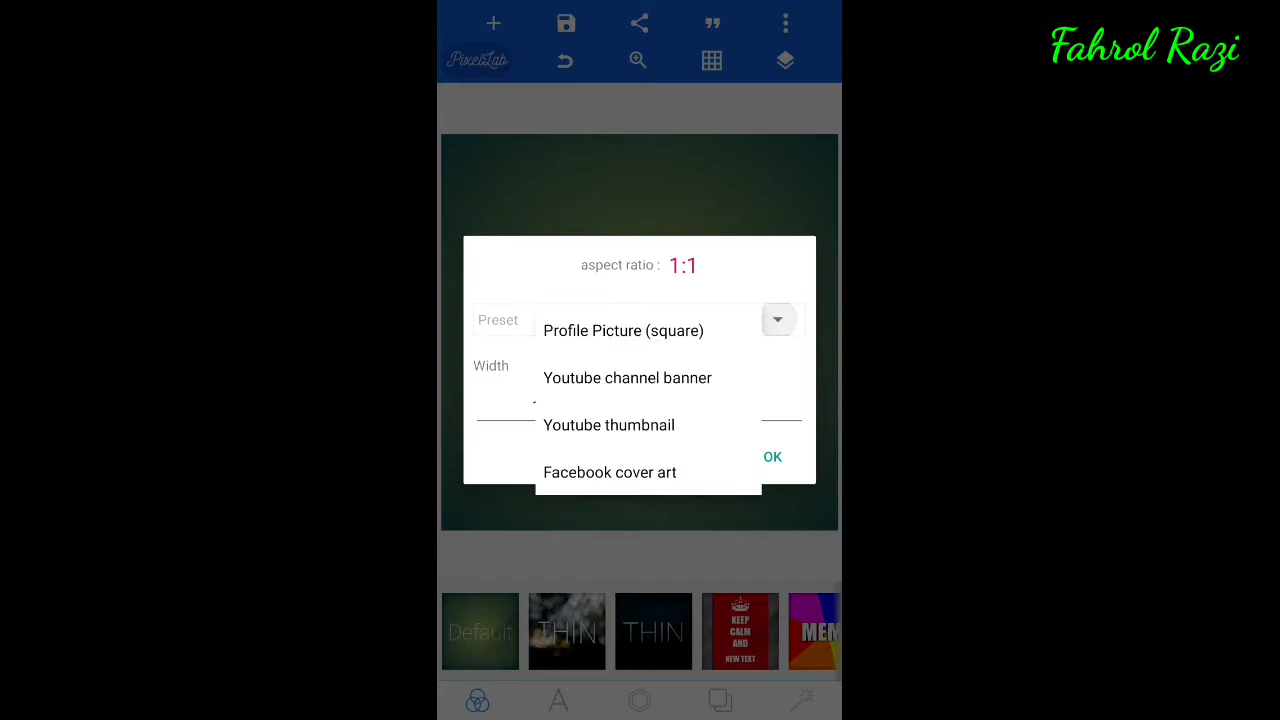 Fahrol Razi
PixelLab
aspect ratio : 1:1
Preset
Profile Picture (square)
Width
Youtube channel banner
Youtube thumbnail
OK
Facebook cover art
Default
THIN
THIN
KEEP
CALM
AND
NEW TEXT
MEM